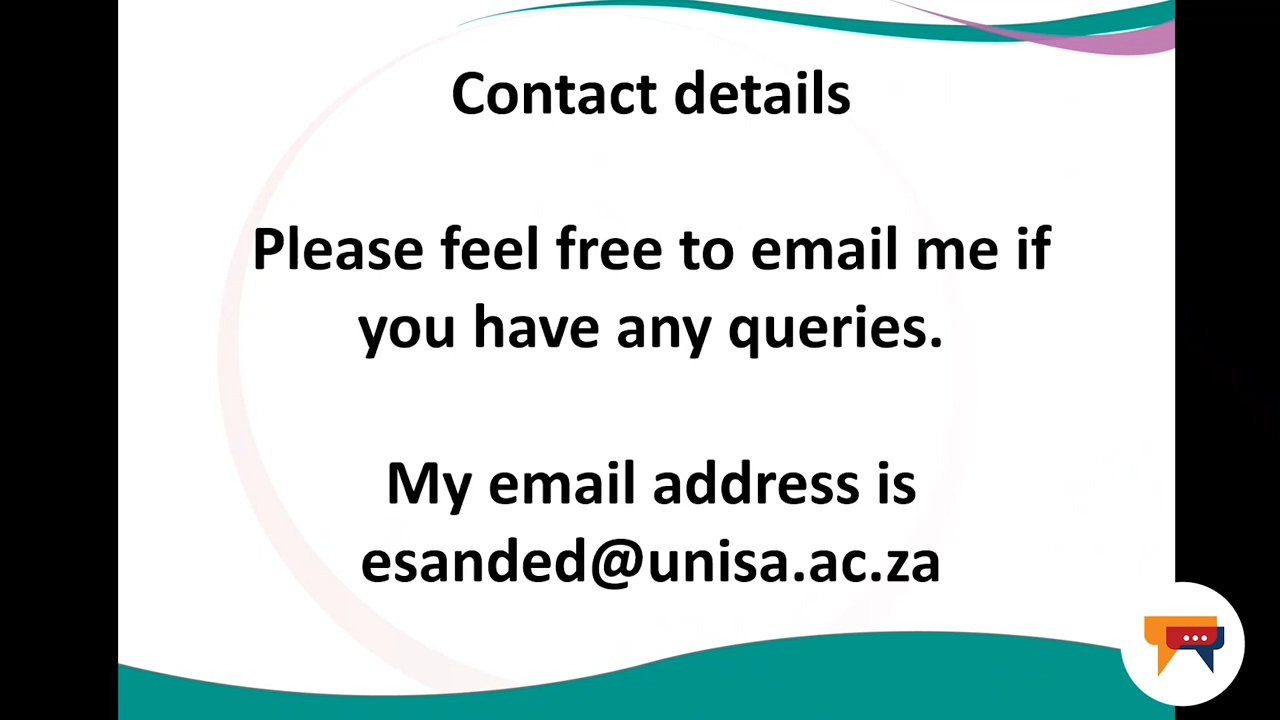 Contact details
Please feel free to email me if
you have any queries.
My email address is
esanded@unisa.ac.za